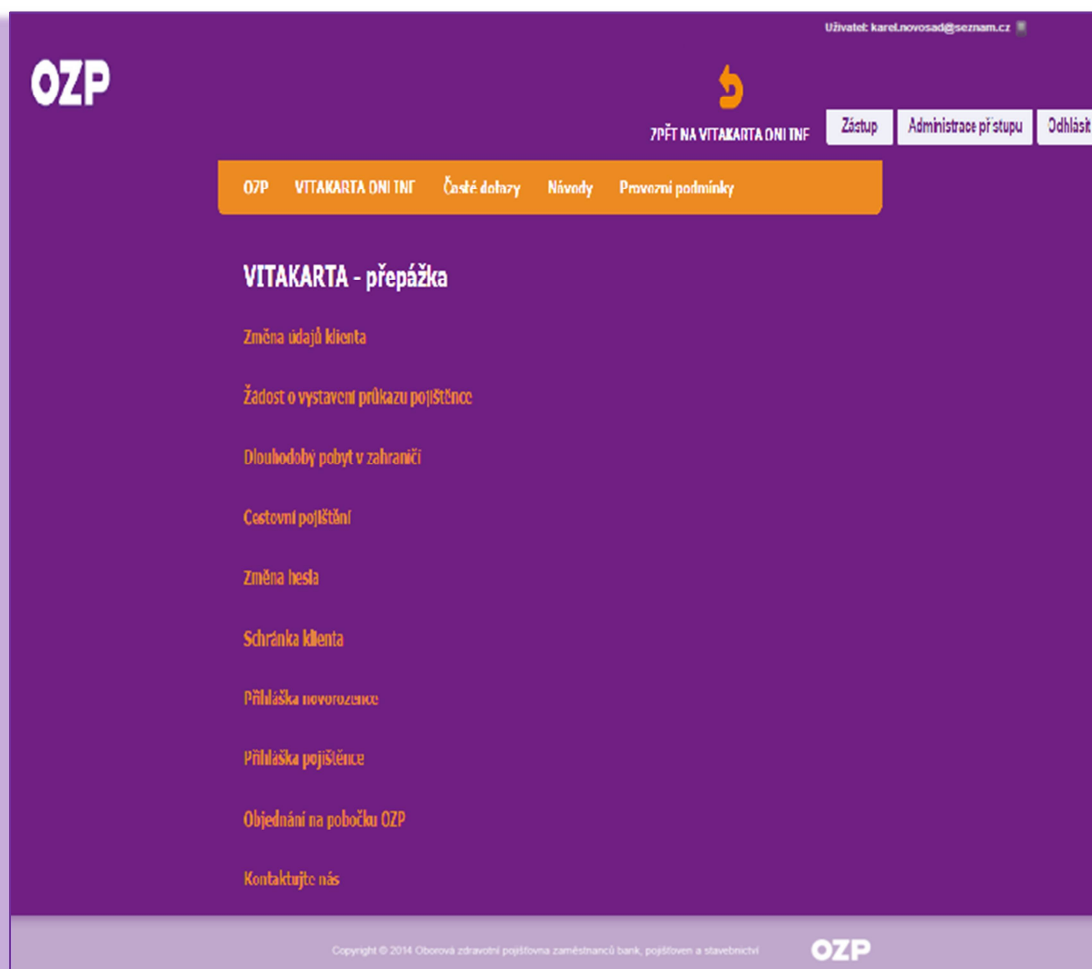 Uživatel: karel.novosad@seznam.cz
OZP
ZPĚT NA VITAKARTA ONLINE
Zástup
Administrace přístupu
Odhlásit
OZP VITAKARTA ONLINE Časté dotazy Návody Provozní podmínky
VITAKARTA - přepážka
Změna údajů klienta
Žádost o vystavení průkazu pojištěnce
Dlouhodobý pobyt v zahraničí
Cestovní pojištění
Změna hesla
Schránka klienta
Přihláška novorozence
Přihláška pojištěnce
Objednání na pobočku OZP
Kontaktujte nás
Copyright © 2014 Oborová zdravotní pojišťovna zaměstnanců bank, pojišťoven a stavebnictví
OZP